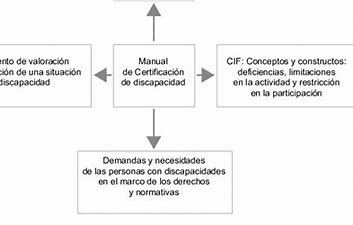 ento de valoración
ción de una situación
discapacidad
Manual
de Certificación
de discapacidad
CIF: Conceptos y constructos:
deficiencias, limitaciones
en la actividad y restricción
en la participación
Demandas y necesidades
de las personas con discapacidades
en el marco de los derechos
y normativas